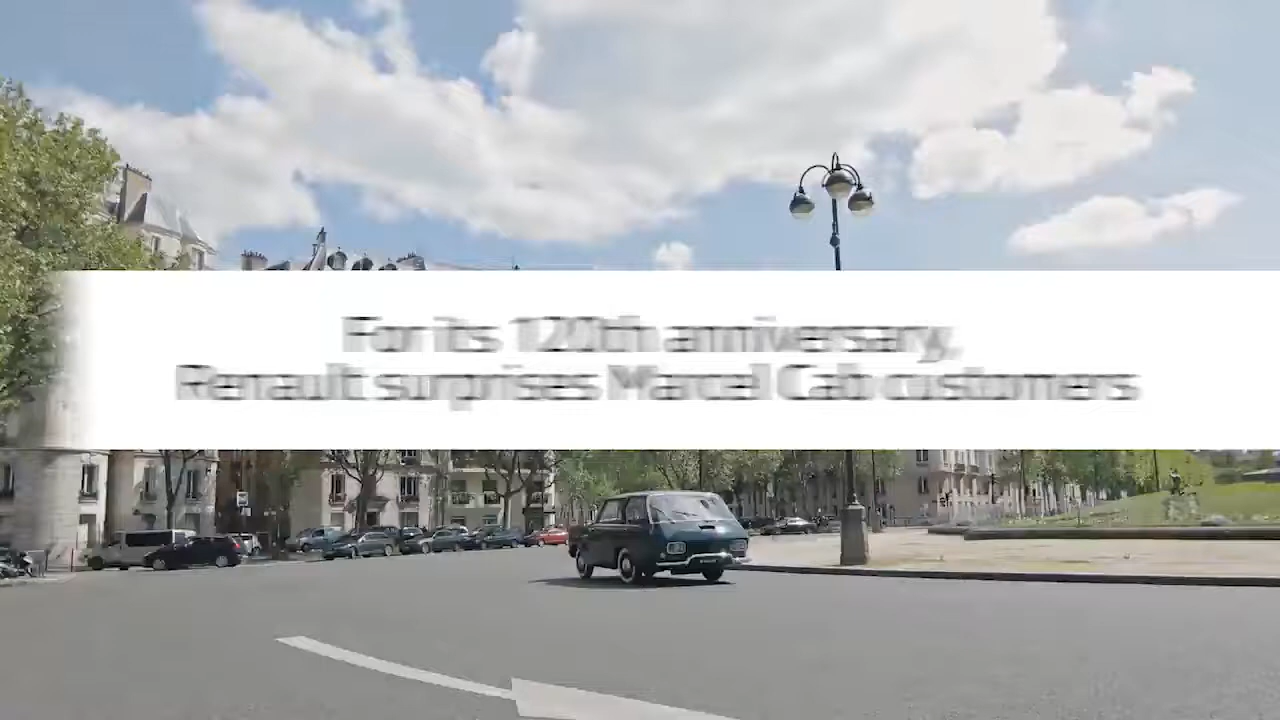 For its 120th anniversary,
Renault surprises Marcel Cab customers